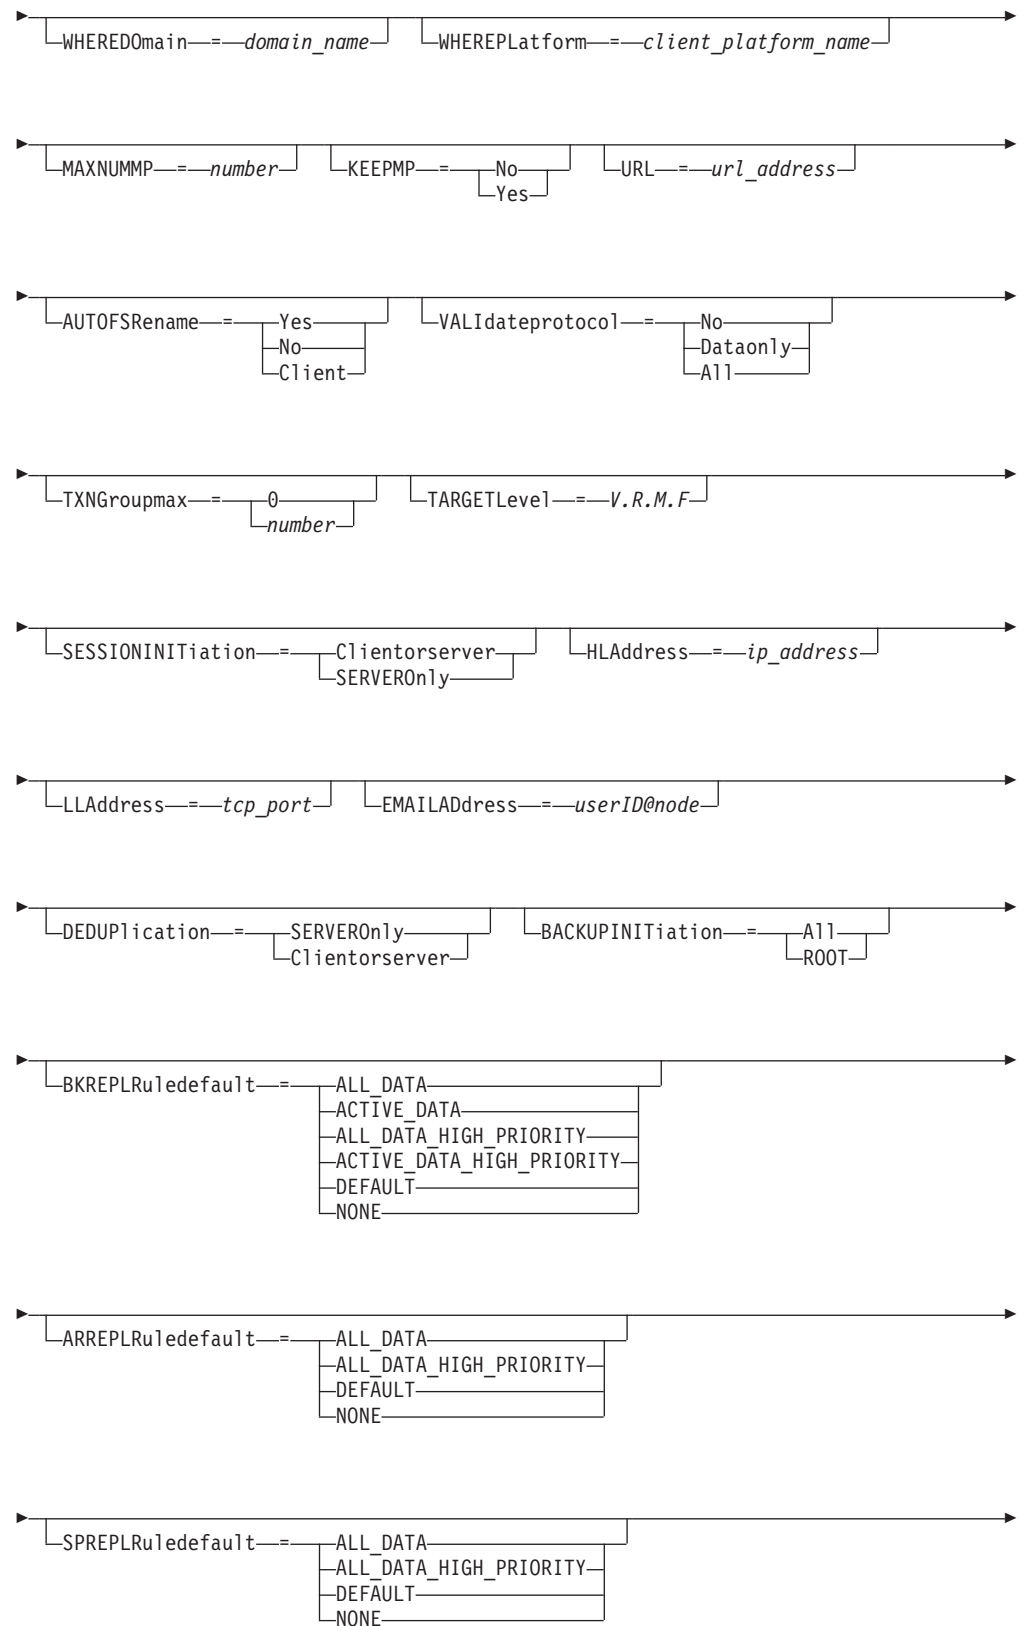 WHEREDOmain = domain_name WHEREPLatform = client_platform_name
MAXNUMMP = number KEEPMP = No URL = url_address
Yes
AUTOFSRename = Yes VALIdateprotocol = No
No Dataonly
Client All
TXNGroupmax = 0 TARGETLevel = V.R.M.F
number
SESSIONINITiation = Clientorserver HLAddress = ip_address
SERVEROnly
LLAddress = tcp_port EMAILADdress = userID@node
DEDUPlication = SERVEROnly BACKUPINITiation = All
Clientorserver ROOT
BKREPLRuledefault = ALL_DATA
ACTIVE_DATA
ALL_DATA_HIGH_PRIORITY
ACTIVE_DATA_HIGH_PRIORITY
DEFAULT
NONE
ARREPLRuledefault = ALL_DATA
ALL_DATA_HIGH_PRIORITY
DEFAULT
NONE
SPREPLRuledefault = ALL_DATA
ALL_DATA_HIGH_PRIORITY
DEFAULT
NONE